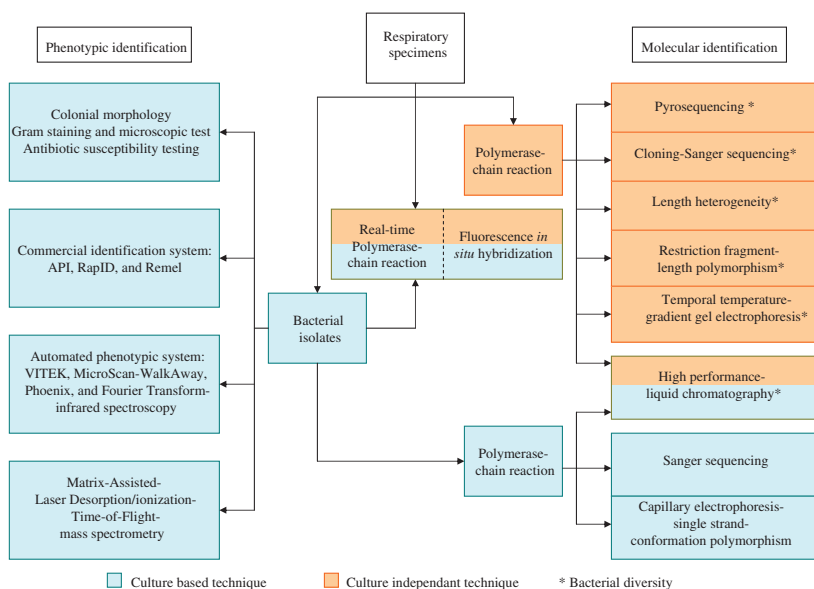 Phenotypic identification
Respiratory
specimens
Molecular identification
Colonial morphology
Gram staining and microscopic test
Antibiotic susceptibility testing
Commercial identification system:
API, RapID, and Remel
Automated phenotypic system:
VITEK, MicroScan-WalkAway,
Phoenix, and Fourier Transform-
infrared spectroscopy
Matrix-Assisted-
Laser Desorption/ionization-
Time-of-Flight-
mass spectrometry
Polymerase-
chain reaction
Real-time
Polymerase-
chain reaction
Fluorescence in
situ hybridization
Bacterial
isolates
Polymerase-
chain reaction
Pyrosequencing *
Cloning-Sanger sequencing*
Length heterogeneity*
Restriction fragment-
length polymorphism*
Temporal temperature-
gradient gel electrophoresis*
High performance-
liquid chromatography*
Sanger sequencing
Capillary electrophoresis-
single strand-
conformation polymorphism
Culture based technique
Culture independant technique
* Bacterial diversity